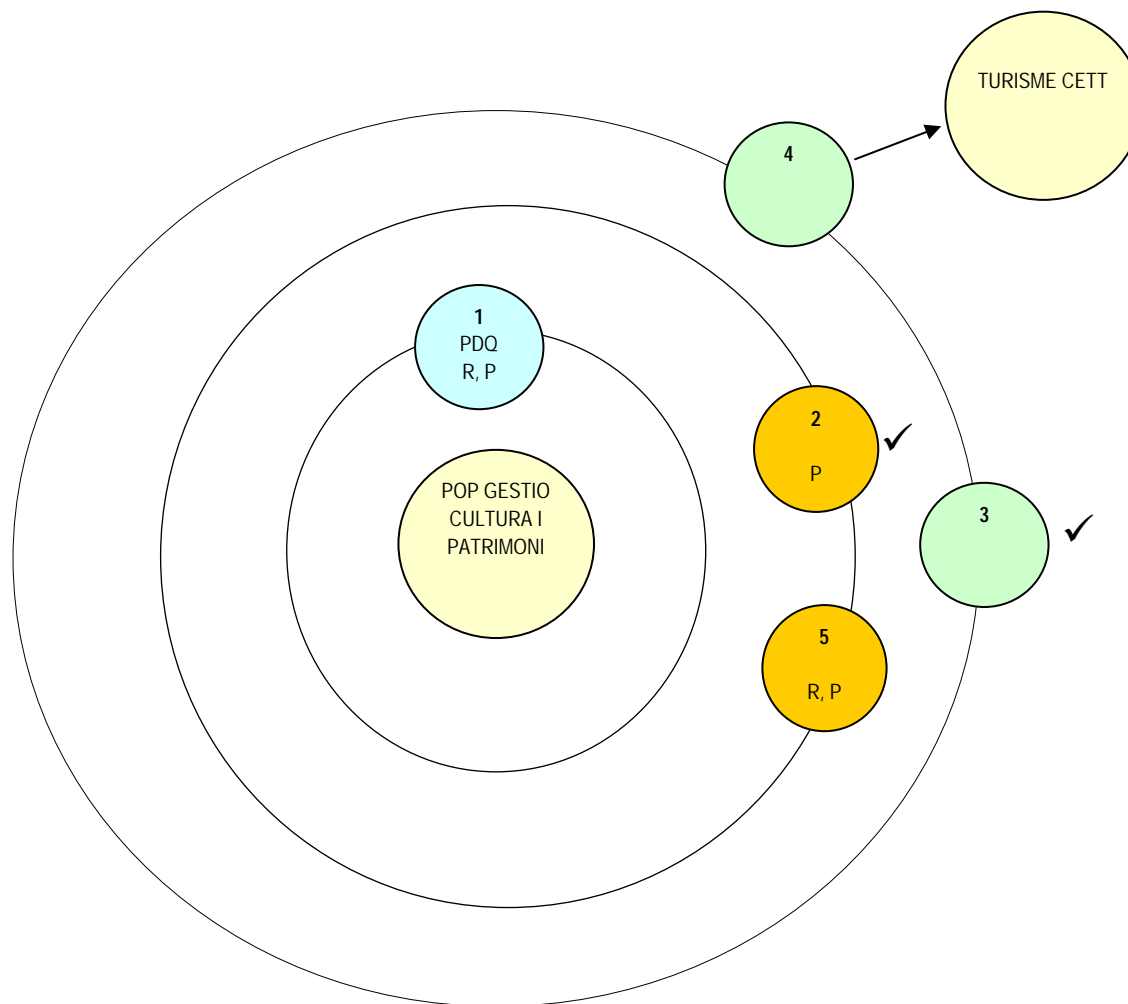 TURISME CETT
4
1
PDQ
R, P
2
P
POP GESTIO
CULTURA I
PATRIMONI
3
5
R, P